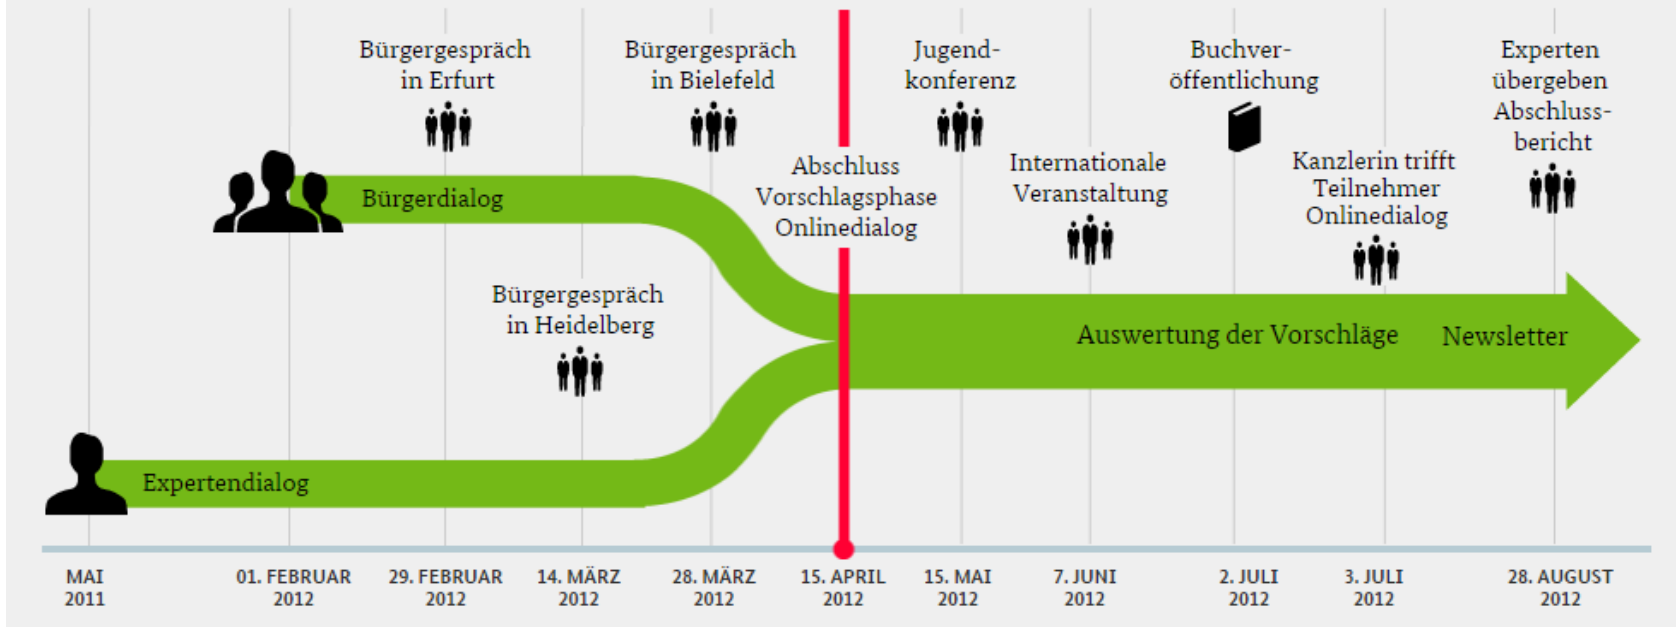 Bürgergespräch
in Erfurt
Bürgergespräch
in Bielefeld
Jugend-
konferenz
Buchver-
öffentlichung
Experten
übergeben
Abschluss-
bericht
Abschluss
Vorschlagsphase
Onlinedialog
Internationale
Veranstaltung
Kanzlerin trifft
Teilnehmer
Onlinedialog
Bürgerdialog
Bürgergespräch
in Heidelberg
Auswertung der Vorschläge
Newsletter
Expertendialog
MAI
2011
01. FEBRUAR
2012
29. FEBRUAR
2012
14. MÄRZ
2012
28. MÄRZ
2012
15. APRIL
2012
15. MAI
2012
7. JUNI
2012
2. JULI
2012
3. JULI
2012
28. AUGUST
2012